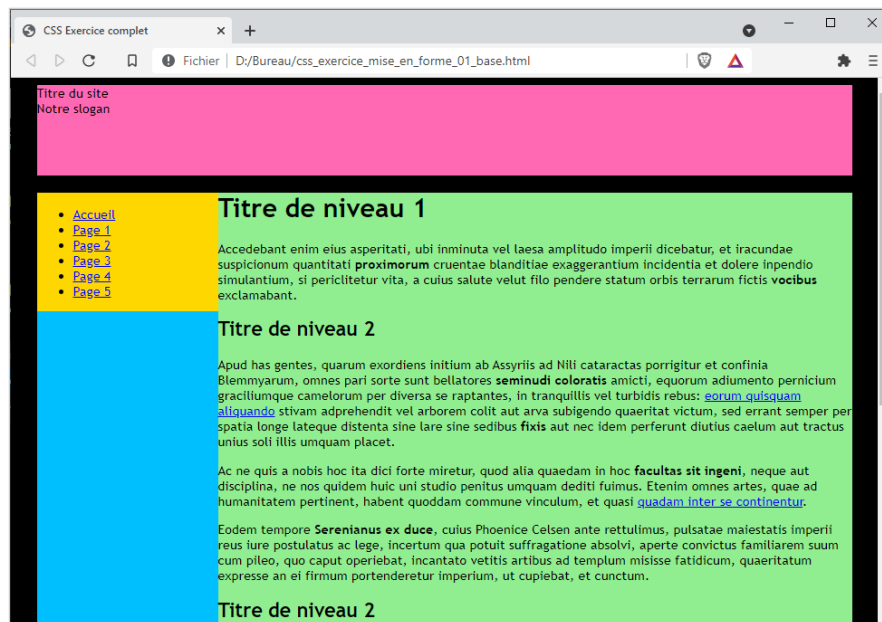 CSS Exercice complet
Fichier | D:/Bureau/css_exercice_mise_en_forme_01_base.html
Titre du site
Notre slogan
Accueil
Page 1
Page 2
Page 3
Page 4
Page 5
Titre de niveau 1
Accedebant enim eius asperitati, ubi inminuta vel laesa amplitudo imperii dicebatur, et iracundae
suspicionum quantitati proximorum cruentae blanditiae exaggerantium incidentia et dolere inpendio
simulantium, si periclitetur vita, a cuius salute velut filo pendere statum orbis terrarum fictis vocibus
exclamabant.
Titre de niveau 2
Apud has gentes, quarum exordiens initium ab Assyriis ad Nili cataractas porrigitur et confinia
Blemmyarum, omnes pari sorte sunt bellatores seminudi coloratis amicti, equorum adiumento pernicium
graciliumque camelorum per diversa se raptantes, in tranquillis vel turbidis rebus: eorum quisquam
aliquando stivam adprehendit vel arborem colit aut arva subigendo quaeritat victum, sed errant semper per
spatia longe lateque distenta sine lare sine sedibus fixis aut nec idem perferunt diutius caelum aut tractus
unius soli illis umquam placet.
Ac ne quis a nobis hoc ita dici forte miretur, quod alia quaedam in hoc facultas sit ingeni, neque aut
disciplina, ne nos quidem huic uni studio penitus umquam dediti fuimus. Etenim omnes artes, quae ad
humanitatem pertinent, habent quoddam commune vinculum, et quasi quadam inter se continentur.
Eodem tempore Serenianus ex duce, cuius Phoenice Celsen ante rettulimus, pulsatae maiestatis imperii
reus iure postulatus ac lege, incertum qua potuit suffragatione absolvi, aperte convictus familiarem suum
cum pileo, quo caput operiebat, incantato vetitis artibus ad templum misisse fatidicum, quaeritatum
expresse an ei firmum portenderetur imperium, ut cupiebat, et cunctum.
Titre de niveau 2